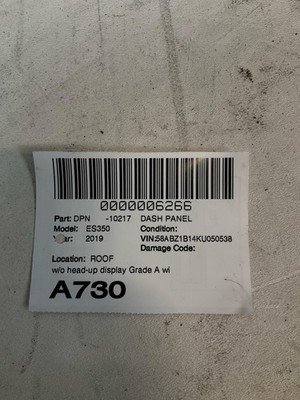 0000006266
Part: DPN -10217 DASH PANEL
Model: ES350 Condition:
Year: 2019 VIN:58ABZ1B14KU050538
Damage Code:
Location: ROOF
w/o head-up display Grade A wi
A730